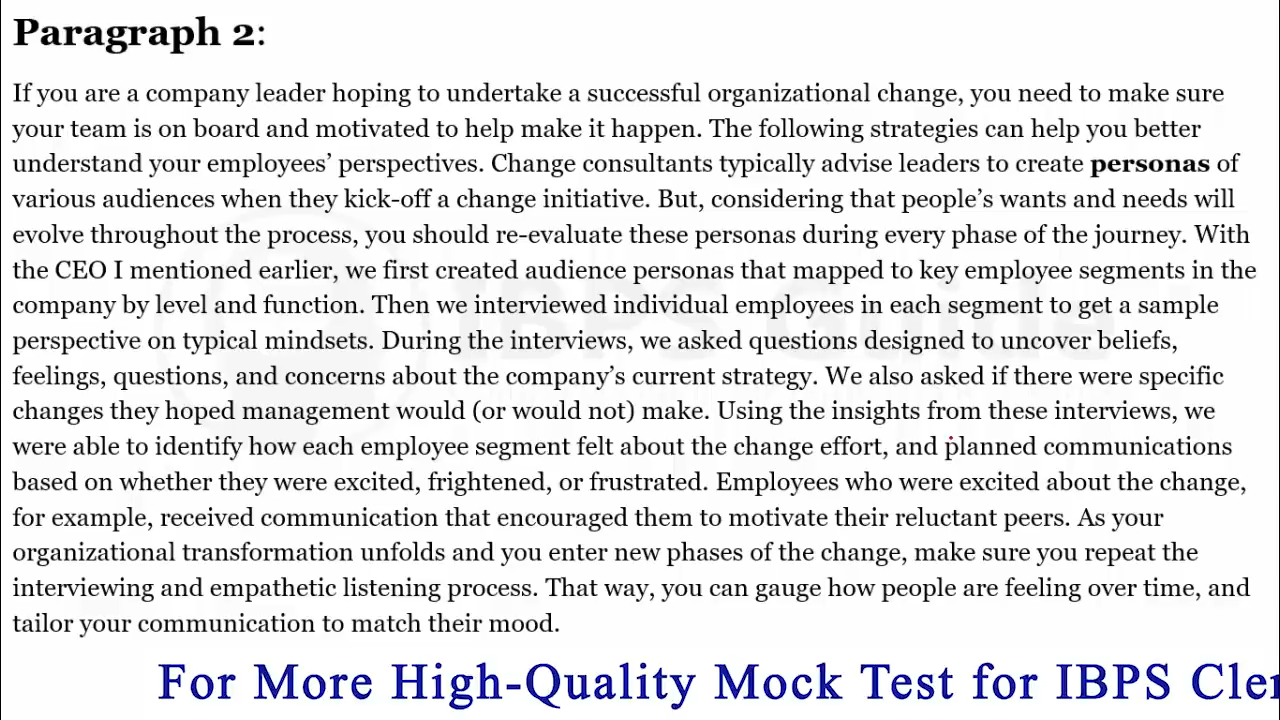 Paragraph 2:
If you are a company leader hoping to undertake a successful organizational change, you need to make sure
your team is on board and motivated to help make it happen. The following strategies can help you better
understand your employees’ perspectives. Change consultants typically advise leaders to create personas of
various audiences when they kick-off a change initiative. But, considering that people’s wants and needs will
evolve throughout the process, you should re-evaluate these personas during every phase of the journey. With
the CEO I mentioned earlier, we first created audience personas that mapped to key employee segments in the
company by level and function. Then we interviewed individual employees in each segment to get a sample
perspective on typical mindsets. During the interviews, we asked questions designed to uncover beliefs,
feelings, questions, and concerns about the company’s current strategy. We also asked if there were specific
changes they hoped management would (or would not) make. Using the insights from these interviews, we
were able to identify how each employee segment felt about the change effort, and planned communications
based on whether they were excited, frightened, or frustrated. Employees who were excited about the change,
for example, received communication that encouraged them to motivate their reluctant peers. As your
organizational transformation unfolds and you enter new phases of the change, make sure you repeat the
interviewing and empathetic listening process. That way, you can gauge how people are feeling over time, and
tailor your communication to match their mood.
For More High-Quality Mock Test for IBPS